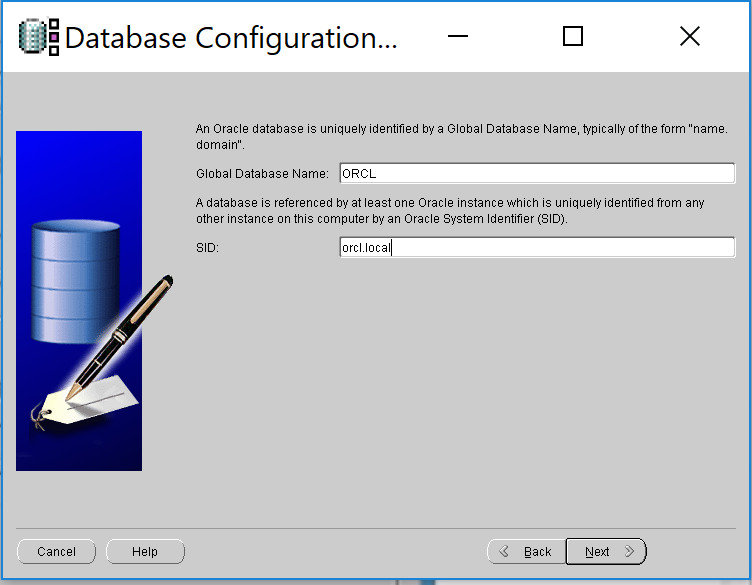 Database Configuration...
An Oracle database is uniquely identified by a Global Database Name, typically of the form "name.
domain".
Global Database Name: ORCL
A database is referenced by at least one Oracle instance which is uniquely identified from any
other instance on this computer by an Oracle System Identifier (SID).
SID: orcl.local
Cancel Help Back Next